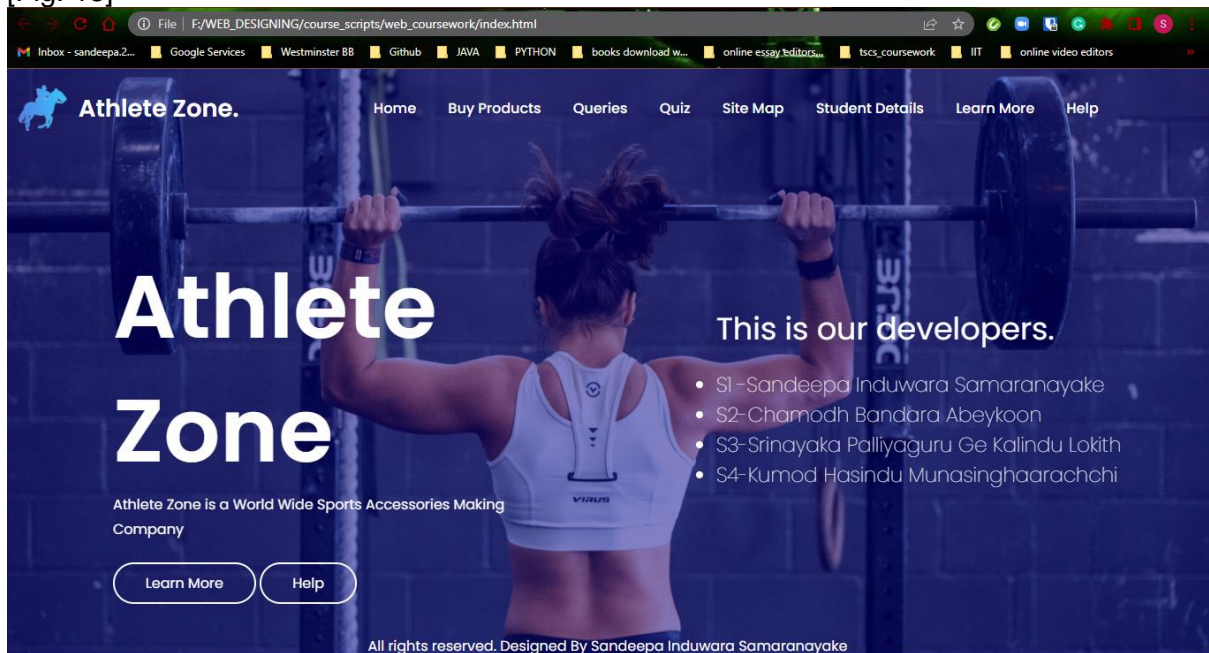 [Fig. 18]
File | F:/WEB_DESIGNING/course_scripts/web_coursework/index.html
S
Inbox - sandeepa.2... Google Services Westminster BB Github JAVA PYTHON books download w... online essay editors... tscs_coursework IIT online video editors »
Athlete Zone. Home Buy Products Queries Quiz Site Map Student Details Learn More Help
Athlete
Zone
This is our developers.
S1 -Sandeepa Induwara Samaranayake
S2-Chamodh Bandara Abeykoon
S3-Srinayaka Palliyaguru Ge Kalindu Lokith
S4-Kumod Hasindu Munasinghaarachchi
VIRUS
Athlete Zone is a World Wide Sports Accessories Making
Company
Learn More Help
All rights reserved. Designed By Sandeepa Induwara Samaranayake